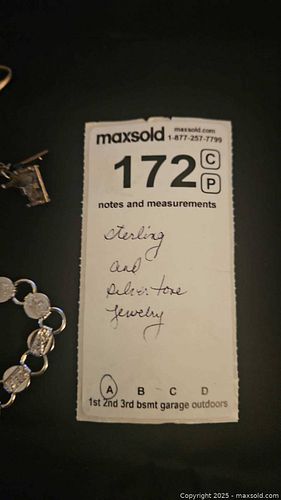 maxsold maxsold.com
1-877-257-7799
172 C
P
notes and measurements
sterling
and
silver tone
jewelry
A B C D
1st 2nd 3rd bsmt garage outdoors
Copyright 2025 - maxsold.com